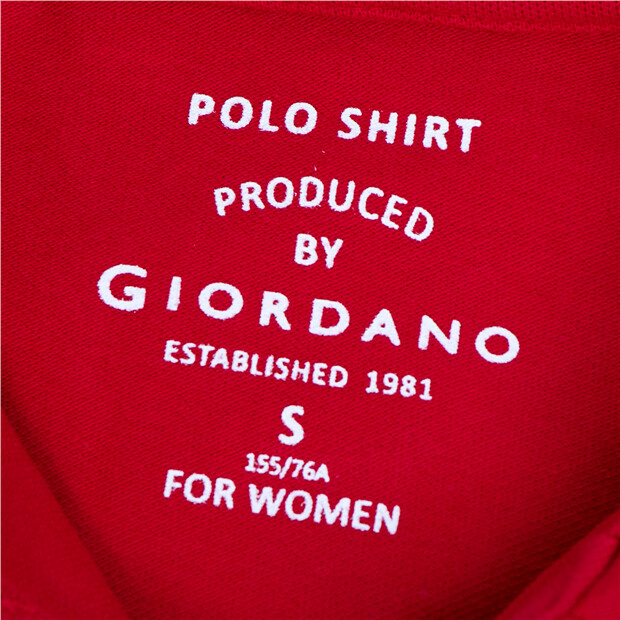 POLO SHIRT
PRODUCED
BY
GIORDANO
ESTABLISHED 1981
S
155/76A
FOR WOMEN